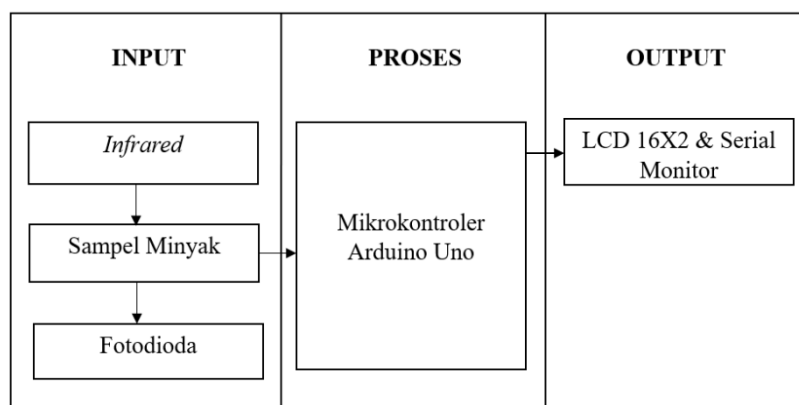 INPUT
PROSES
OUTPUT
Infrared
Sampel Minyak
Fotodioda
Mikrokontroler
Arduino Uno
LCD 16X2 & Serial
Monitor